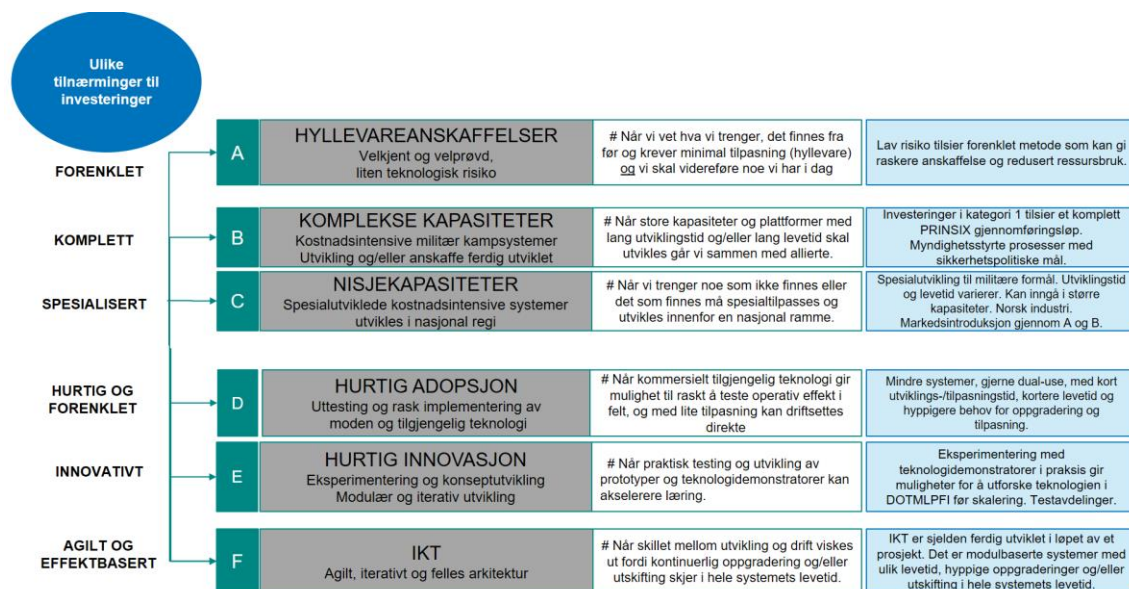 Ulike
tilnærminger til
investeringer
FORENKLET
A
HYLLEVAREANSKAFFELSER
Velkjent og velprøvd,
liten teknologisk risiko
# Når vi vet hva vi trenger, det finnes fra
før og krever minimal tilpasning (hyllevare)
og vi skal videreføre noe vi har i dag
Lav risiko tilsier forenklet metode som kan gi
raskere anskaffelse og redusert ressursbruk.
KOMPLETT
B
KOMPLEKSE KAPASITETER
Kostnadsintensive militær kampsystemer
Utvikling og/eller anskaffe ferdig utviklet
# Når store kapasiteter og plattformer med
lang utviklingstid og/eller lang levetid skal
utvikles går vi sammen med allierte.
Investeringer i kategori 1 tilsier et komplett
PRINSIX gjennomføringsløp.
Myndighetsstyrte prosesser med
sikkerhetspolitiske mål.
SPESIALISERT
C
NISJEKAPASITETER
Spesialutviklede kostnadsintensive systemer
utvikles i nasjonal regi
# Når vi trenger noe som ikke finnes eller
det som finnes må spesialtilpasses og
utvikles innenfor en nasjonal ramme.
Spesialutvikling til militære formål. Utviklingstid
og levetid varierer. Kan inngå i større
kapasiteter. Norsk industri.
Markedsintroduksjon gjennom A og B.
HURTIG OG
FORENKLET
D
HURTIG ADOPSJON
Uttesting og rask implementering av
moden og tilgjengelig teknologi
# Når kommersielt tilgjengelig teknologi gir
mulighet til raskt å teste operativ effekt i
felt, og med lite tilpasning kan driftsettes
direkte
Mindre systemer, gjerne dual-use, med kort
utviklings-/tilpasningstid, kortere levetid og
hyppigere behov for oppgradering og
tilpasning.
INNOVATIVT
E
HURTIG INNOVASJON
Eksperimentering og konseptutvikling
Modulær og iterativ utvikling
# Når praktisk testing og utvikling av
prototyper og teknologidemonstratorer kan
akselerere læring.
Eksperimentering med
teknologidemonstratorer i praksis gir
muligheter for å utforske teknologien i
DOTMLPFI før skalering. Testavdelinger.
AGILT OG
EFFEKTBASERT
F
IKT
Agilt, iterativt og felles arkitektur
# Når skillet mellom utvikling og drift viskes
ut fordi kontinuerlig oppgradering og/eller
utskifting skjer i hele systemets levetid.
IKT er sjelden ferdig utviklet i løpet av et
prosjekt. Det er modulbaserte systemer med
ulik levetid, hyppige oppgraderinger og/eller
utskifting i hele systemets levetid.